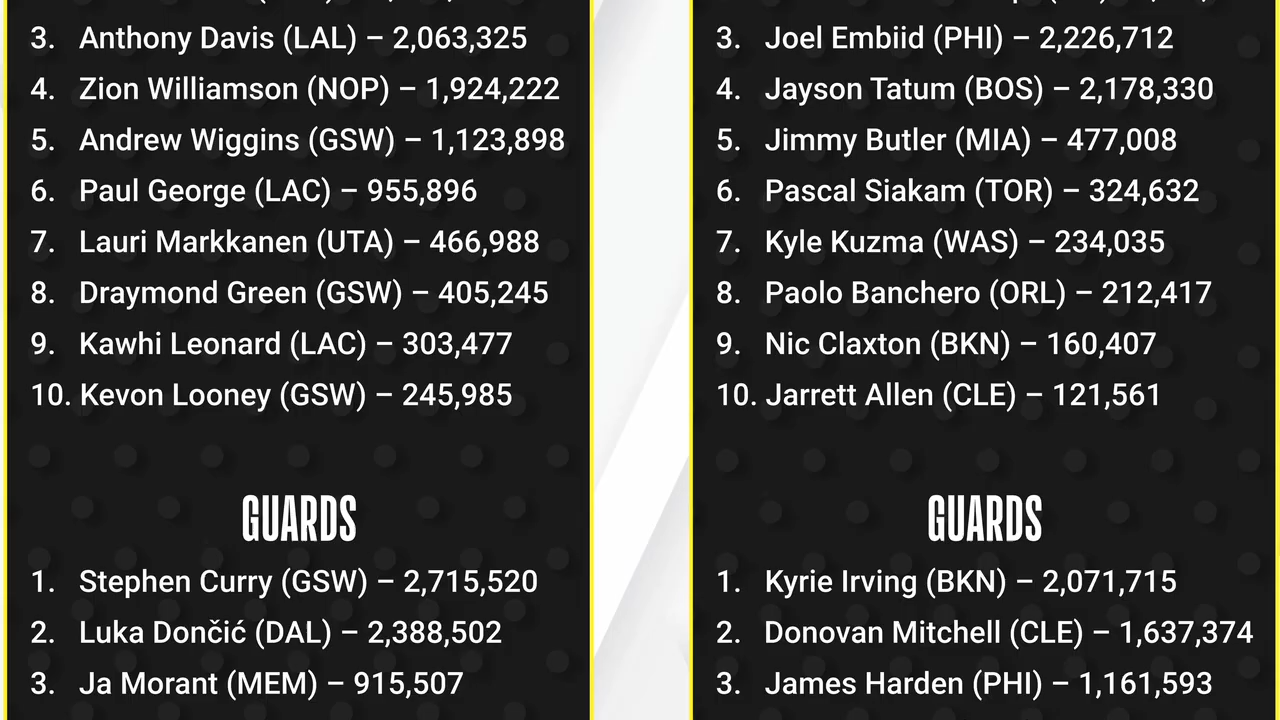 3. Anthony Davis (LAL) – 2,063,325
4. Zion Williamson (NOP) – 1,924,222
5. Andrew Wiggins (GSW) – 1,123,898
6. Paul George (LAC) – 955,896
7. Lauri Markkanen (UTA) – 466,988
8. Draymond Green (GSW) – 405,245
9. Kawhi Leonard (LAC) – 303,477
10. Kevon Looney (GSW) – 245,985
GUARDS
1. Stephen Curry (GSW) – 2,715,520
2. Luka Dončić (DAL) – 2,388,502
3. Ja Morant (MEM) – 915,507
3. Joel Embiid (PHI) – 2,226,712
4. Jayson Tatum (BOS) – 2,178,330
5. Jimmy Butler (MIA) – 477,008
6. Pascal Siakam (TOR) – 324,632
7. Kyle Kuzma (WAS) – 234,035
8. Paolo Banchero (ORL) – 212,417
9. Nic Claxton (BKN) – 160,407
10. Jarrett Allen (CLE) – 121,561
GUARDS
1. Kyrie Irving (BKN) – 2,071,715
2. Donovan Mitchell (CLE) – 1,637,374
3. James Harden (PHI) – 1,161,593